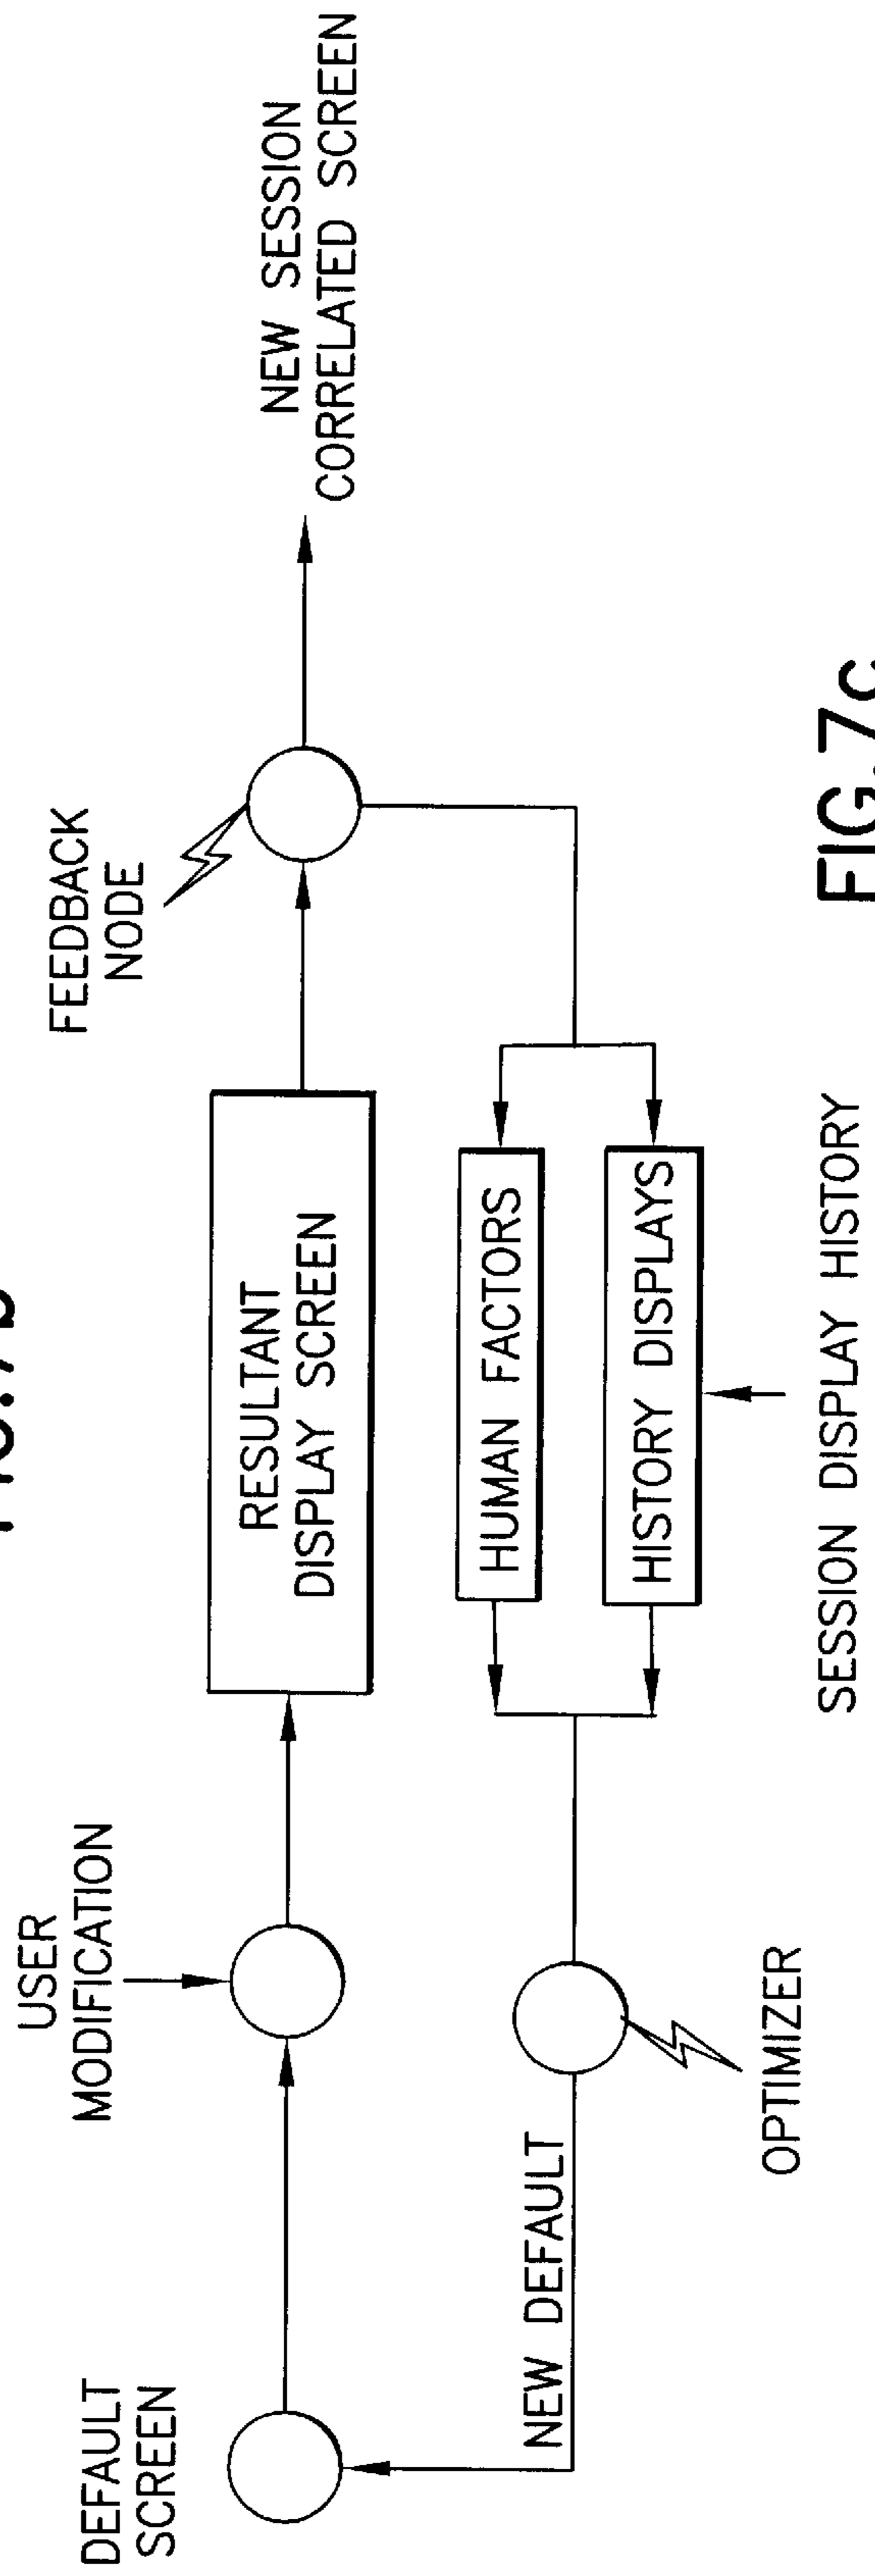 DEFAULT
SCREEN
USER
MODIFICATION
RESULTANT
DISPLAY SCREEN
FEEDBACK
NODE
NEW SESSION
CORRELATED SCREEN
NEW DEFAULT
OPTIMIZER
HUMAN FACTORS
HISTORY DISPLAYS
SESSION DISPLAY HISTORY
FIG.7c